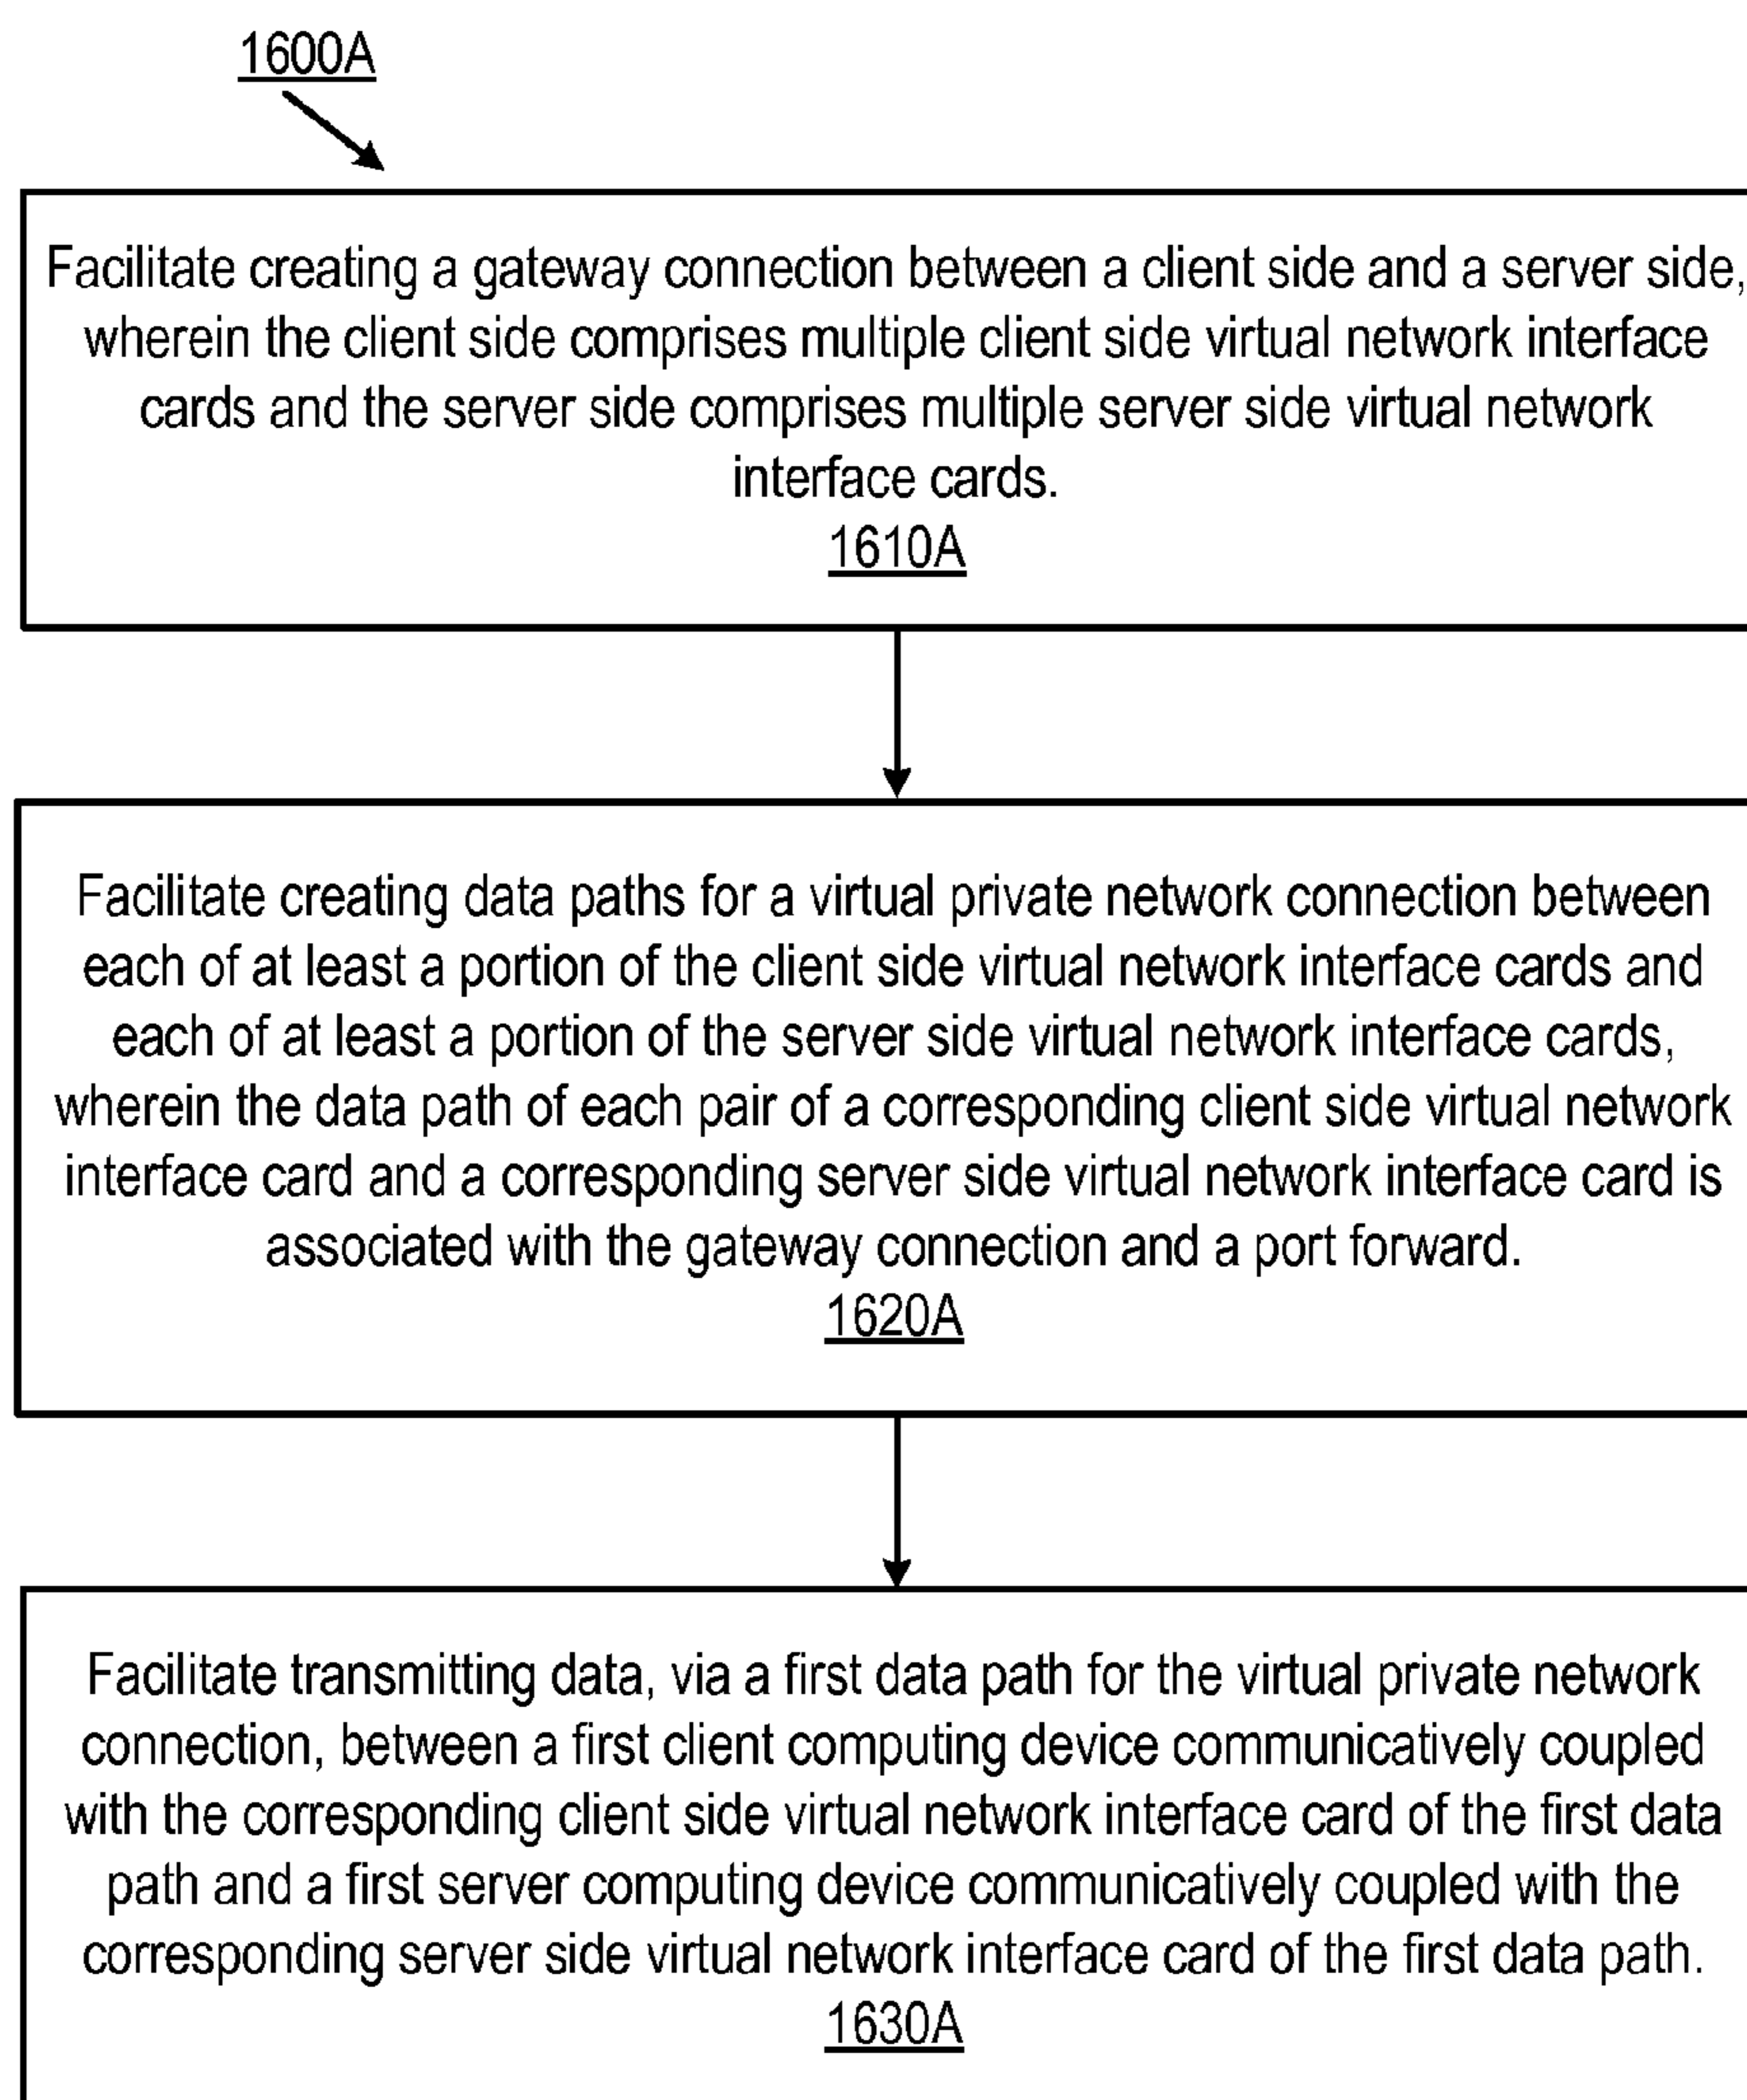 1600A
Facilitate creating a gateway connection between a client side and a server side,
wherein the client side comprises multiple client side virtual network interface
cards and the server side comprises multiple server side virtual network
interface cards.
1610A
Facilitate creating data paths for a virtual private network connection between
each of at least a portion of the client side virtual network interface cards and
each of at least a portion of the server side virtual network interface cards,
wherein the data path of each pair of a corresponding client side virtual network
interface card and a corresponding server side virtual network interface card is
associated with the gateway connection and a port forward.
1620A
Facilitate transmitting data, via a first data path for the virtual private network
connection, between a first client computing device communicatively coupled
with the corresponding client side virtual network interface card of the first data
path and a first server computing device communicatively coupled with the
corresponding server side virtual network interface card of the first data path.
1630A